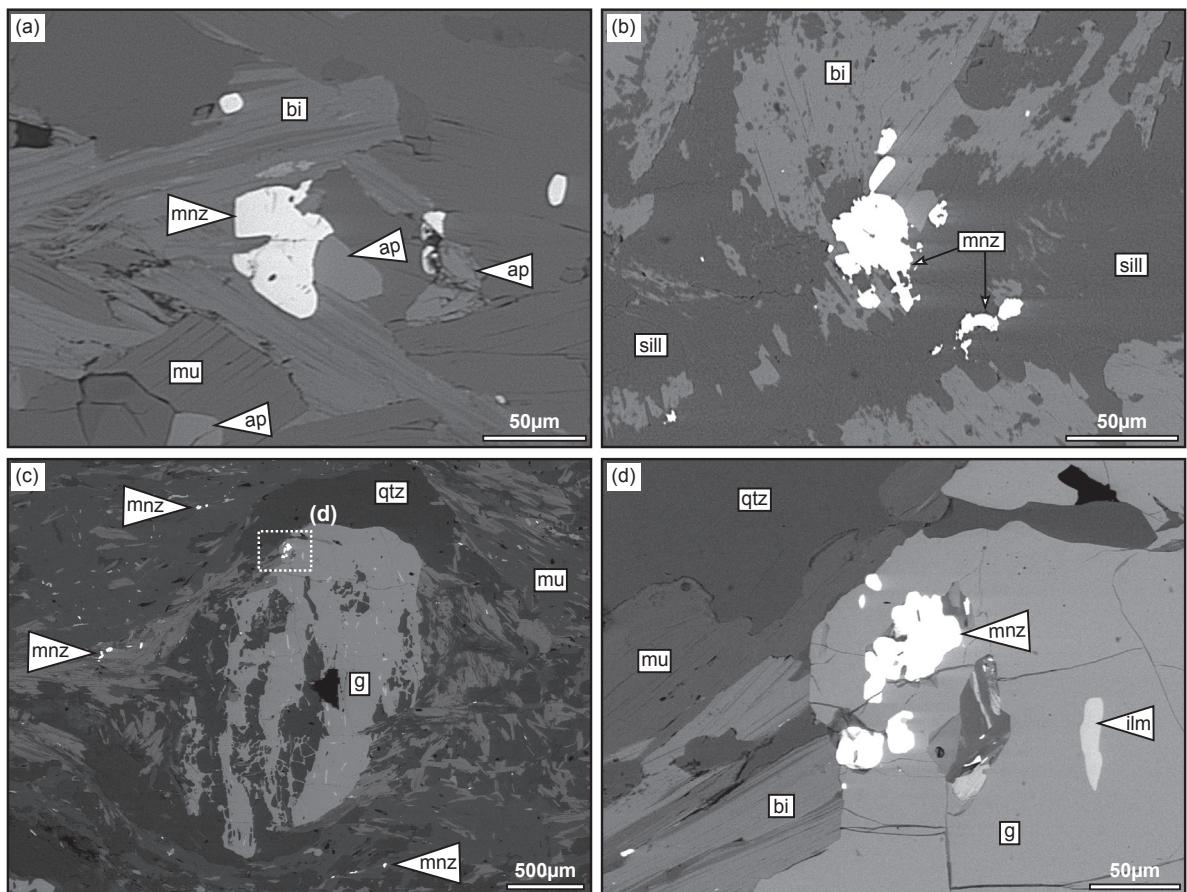 (a)
bi
mnz
ap
ap
mu
ap
50µm
(b)
bi
mnz
sill
sill
50µm
(c)
qtz
mnz
(d)
mu
mnz
g
mnz
500µm
(d)
qtz
mnz
mu
ilm
bi
g
50µm